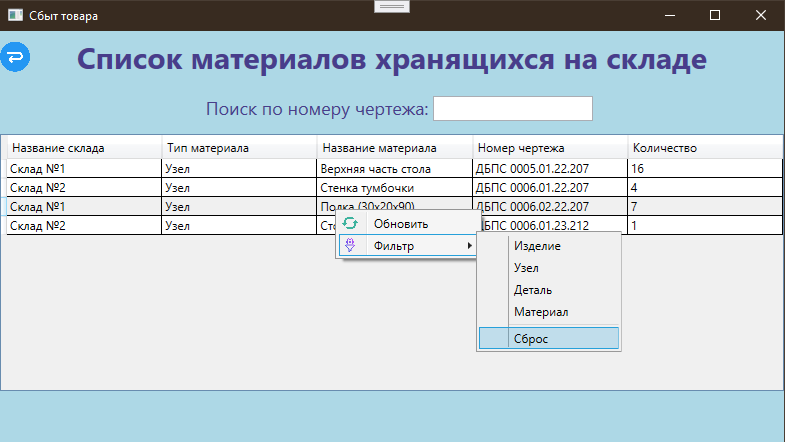 Сбыт товара
Список материалов хранящихся на складе
Поиск по номеру чертежа:
Название склада Тип материала Название материала Номер чертежа Количество
Склад №1 Узел Верхняя часть стола ДБПС 0005.01.22.207 16
Склад №2 Узел Стенка тумбочки ДБПС 0006.01.22.207 4
Склад №1 Узел Полка (30x20x90) ДБПС 0006.02.22.207 7
Склад №2 Узел ДБПС 0006.01.23.212 1
Обновить
Фильтр
Изделие
Узел
Деталь
Материал
Сброс